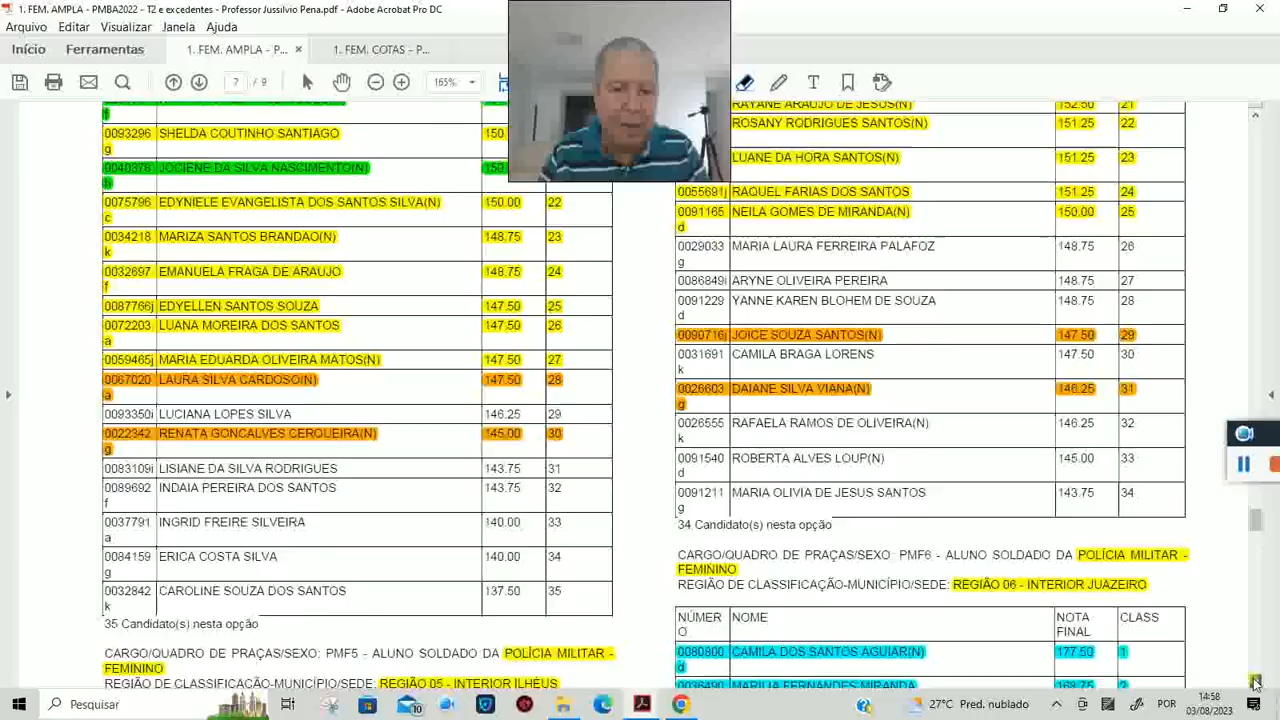 1. FEM. AMPLA - PMBA2022 - T2 e excedentes - Professor Jussilvio Pena.pdf - Adobe Acrobat Pro DC
Arquivo Editar Visualizar Janela Ajuda
Início Ferramentas 1. FEM. AMPLA - P... × 1. FEM. COTAS - P...
7 / 9 165%
f
0093296 SHELDA COUTINHO SANTIAGO 150
g
0040378 JOCIENE DA SILVA NASCIMENTO(N) 150
b
0075796 EDYNIELE EVANGELISTA DOS SANTOS SILVA(N) 150.00 22
c
0034218 MARIZA SANTOS BRANDAO(N) 148.75 23
k
0032697 EMANUELA FRAGA DE ARAUJO 148.75 24
f
0087766j EDYELLEN SANTOS SOUZA 147.50 25
0072203 LUANA MOREIRA DOS SANTOS 147.50 26
a
0059465j MARIA EDUARDA OLIVEIRA MATOS(N) 147.50 27
0067020 LAURA SILVA CARDOSO(N) 147.50 28
a
0093350i LUCIANA LOPES SILVA 146.25 29
0022342 RENATA GONCALVES CERQUEIRA(N) 145.00 30
g
0083109i LISIANE DA SILVA RODRIGUES 143.75 31
0089692 INDAIA PEREIRA DOS SANTOS 143.75 32
f
0037791 INGRID FREIRE SILVEIRA 140.00 33
a
0084159 ERICA COSTA SILVA 140.00 34
g
0032842 CAROLINE SOUZA DOS SANTOS 137.50 35
k
35 Candidato(s) nesta opção
CARGO/QUADRO DE PRAÇAS/SEXO: PMF5 - ALUNO SOLDADO DA POLÍCIA MILITAR -
FEMININO
REGIÃO DE CLASSIFICAÇÃO-MUNICÍPIO/SEDE: REGIÃO 05 - INTERIOR ILHÉUS
RAYANE ARAUJO DE JESUS(N) 152.50 21
ROSANY RODRIGUES SANTOS(N) 151.25 22
LUANE DA HORA SANTOS(N) 151.25 23
0055691j RAQUEL FARIAS DOS SANTOS 151.25 24
0091165 NEILA GOMES DE MIRANDA(N) 150.00 25
d
0029033 MARIA LAURA FERREIRA PALAFOZ 148.75 26
g
0086849i ARYNE OLIVEIRA PEREIRA 148.75 27
0091229 YANNE KAREN BLOHEM DE SOUZA 148.75 28
d
0090716j JOICE SOUZA SANTOS(N) 147.50 29
0031691 CAMILA BRAGA LORENS 147.50 30
k
0026603 DAIANE SILVA VIANA(N) 146.25 31
g
0026555 RAFAELA RAMOS DE OLIVEIRA(N) 146.25 32
k
0091540 ROBERTA ALVES LOUP(N) 145.00 33
d
0091211 MARIA OLIVIA DE JESUS SANTOS 143.75 34
g
34 Candidato(s) nesta opção
CARGO/QUADRO DE PRAÇAS/SEXO: PMF6 - ALUNO SOLDADO DA POLÍCIA MILITAR -
FEMININO
REGIÃO DE CLASSIFICAÇÃO-MUNICÍPIO/SEDE: REGIÃO 06 - INTERIOR JUAZEIRO
NÚMER NOME NOTA CLASS
O FINAL
0080800 CAMILA DOS SANTOS AGUIAR(N) 177.50 1
d
0036490 MARILIA FERNANDES MIRANDA 168.75 2
Pesquisar 27°C Pred. nublado POR 14:58
03/08/2023